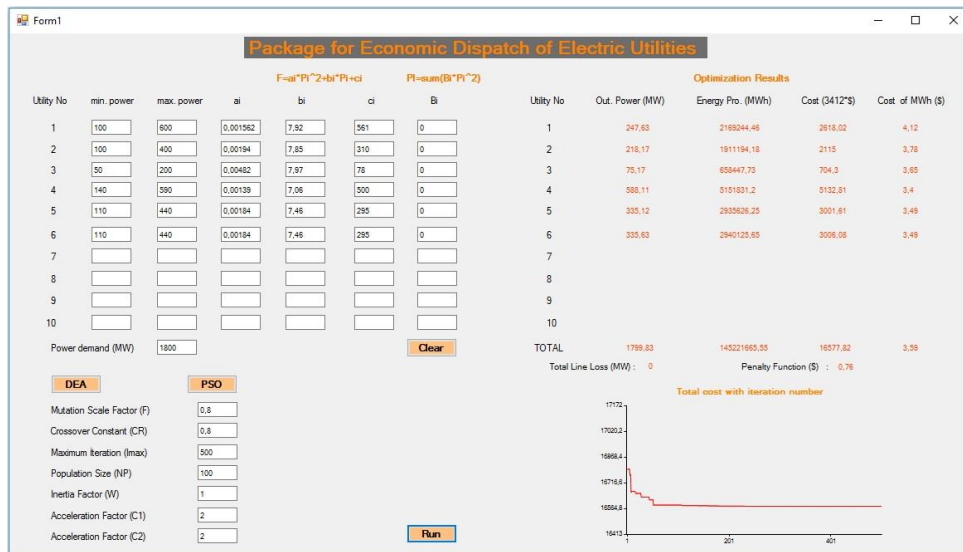 Form1
Package for Economic Dispatch of Electric Utilities
F=ai*Pi^2+bi*Pi+ci PI=sum(Bi*Pi^2) Optimization Results
Utility No min. power max. power ai bi ci Bi Utility No Out. Power (MW) Energy Pro. (MWh) Cost (3412*$) Cost of MWh ($)
1 100 600 0,001562 7,92 561 0 1 247,63 2169244,46 2618,02 4,12
2 100 400 0,00194 7,85 310 0 2 218,17 1911194,18 2115 3,78
3 50 200 0,00482 7,97 78 0 3 75,17 658447,73 704,3 3,65
4 140 590 0,00139 7,06 500 0 4 588,11 5151831,2 5132,81 3,4
5 110 440 0,00184 7,46 295 0 5 335,12 2935626,25 3001,61 3,49
6 110 440 0,00184 7,46 295 0 6 335,63 2940125,65 3006,08 3,49
7 7
8 8
9 9
10 10
Power demand (MW) 1800 Clear TOTAL 1799,83 145221665,55 16577,82 3,59
Total Line Loss (MW) : 0 Penalty Function ($) : 0,76
DEA PSO
Total cost with iteration number
Mutation Scale Factor (F) 0,8
Crossover Constant (CR) 0,8
Maximum Iteration (Imax) 500
Population Size (NP) 100
Inertia Factor (W) 1
Acceleration Factor (C1) 2
Acceleration Factor (C2) 2
Run
17172
17020,2
16868,4
16716,6
16564,8
16413
1 201 401